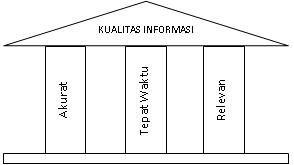 KUALITAS INFORMASI
Akurat
Tepat Waktu
Relevan